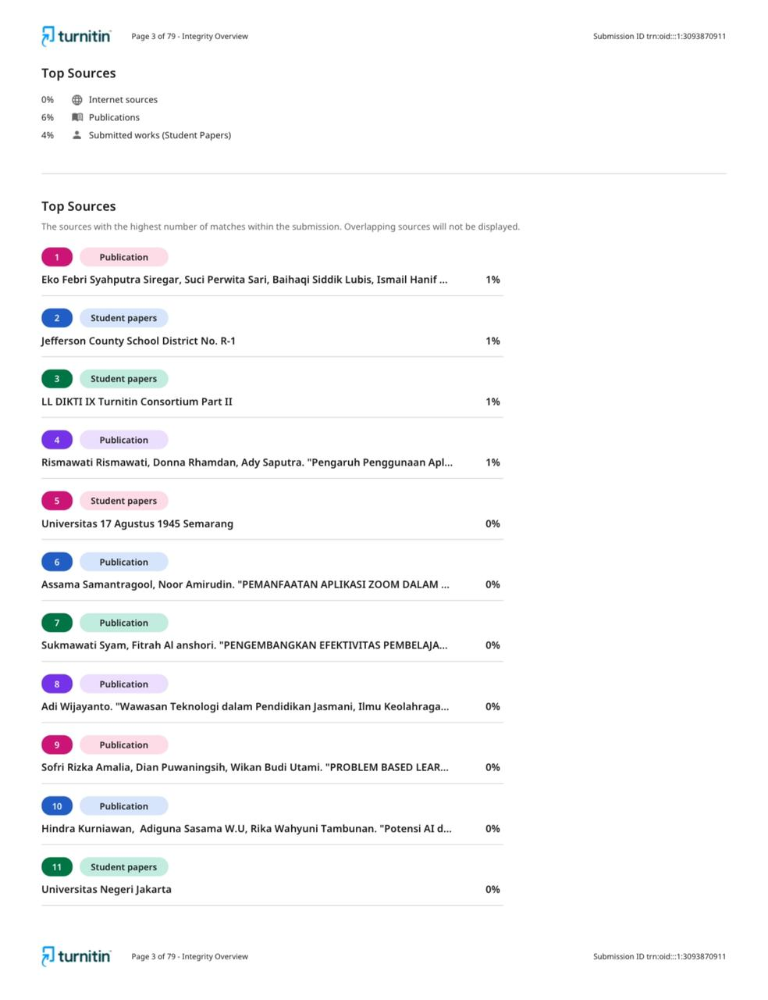 turnitin Page 3 of 79 - Integrity Overview Submission ID trn:oid:::1:3093870911
Top Sources
0% Internet sources
6% Publications
4% Submitted works (Student Papers)
Top Sources
The sources with the highest number of matches within the submission. Overlapping sources will not be displayed.
1 Publication
Eko Febri Syahputra Siregar, Suci Perwita Sari, Baihaqi Siddik Lubis, Ismail Hanif ... 1%
2 Student papers
Jefferson County School District No. R-1 1%
3 Student papers
LL DIKTI IX Turnitin Consortium Part II 1%
4 Publication
Rismawati Rismawati, Donna Rhamdan, Ady Saputra. "Pengaruh Penggunaan Apl... 1%
5 Student papers
Universitas 17 Agustus 1945 Semarang 0%
6 Publication
Assama Samantragool, Noor Amirudin. "PEMANFAATAN APLIKASI ZOOM DALAM ... 0%
7 Publication
Sukmawati Syam, Fitrah Al anshori. "PENGEMBANGKAN EFEKTIVITAS PEMBELAJA... 0%
8 Publication
Adi Wijayanto. "Wawasan Teknologi dalam Pendidikan Jasmani, Ilmu Keolahraga... 0%
9 Publication
Sofri Rizka Amalia, Dian Puwaningsih, Wikan Budi Utami. "PROBLEM BASED LEAR... 0%
10 Publication
Hindra Kurniawan, Adiguna Sasama W.U, Rika Wahyuni Tambunan. "Potensi AI d... 0%
11 Student papers
Universitas Negeri Jakarta 0%
turnitin Page 3 of 79 - Integrity Overview Submission ID trn:oid:::1:3093870911